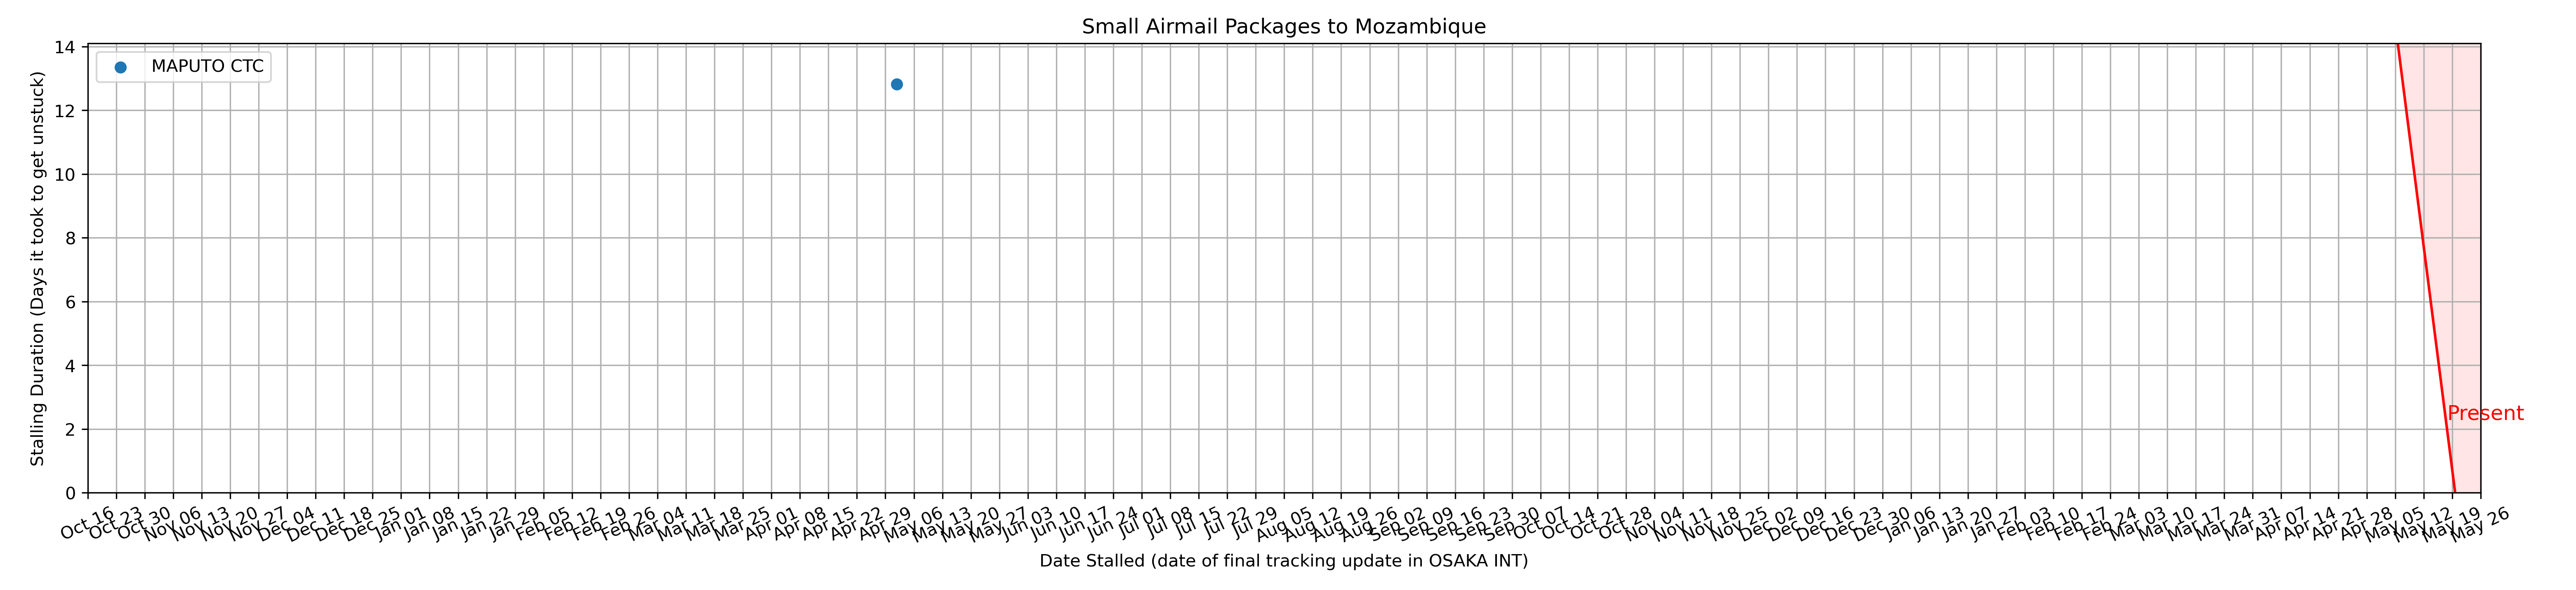 Small Airmail Packages to Mozambique
MAPUTO CTC
Stalling Duration (Days it took to get unstuck)
14
12
10
8
6
4
2
0
Present
Oct 16
Oct 23
Oct 30
Nov 06
Nov 13
Nov 20
Nov 27
Dec 04
Dec 11
Dec 18
Dec 25
Jan 01
Jan 08
Jan 15
Jan 22
Jan 29
Feb 05
Feb 12
Feb 19
Feb 26
Mar 04
Mar 11
Mar 18
Mar 25
Apr 01
Apr 08
Apr 15
Apr 22
Apr 29
May 06
May 13
May 20
May 27
Jun 03
Jun 10
Jun 17
Jun 24
Jul 01
Jul 08
Jul 15
Jul 22
Jul 29
Aug 05
Aug 12
Aug 19
Aug 26
Sep 02
Sep 09
Sep 16
Sep 23
Sep 30
Oct 07
Oct 14
Oct 21
Oct 28
Nov 04
Nov 11
Nov 18
Nov 25
Dec 02
Dec 09
Dec 16
Dec 23
Dec 30
Jan 06
Jan 13
Jan 20
Jan 27
Feb 03
Feb 10
Feb 17
Feb 24
Mar 03
Mar 10
Mar 17
Mar 24
Mar 31
Apr 07
Apr 14
Apr 21
Apr 28
May 05
May 12
May 19
May 26
Date Stalled (date of final tracking update in OSAKA INT)